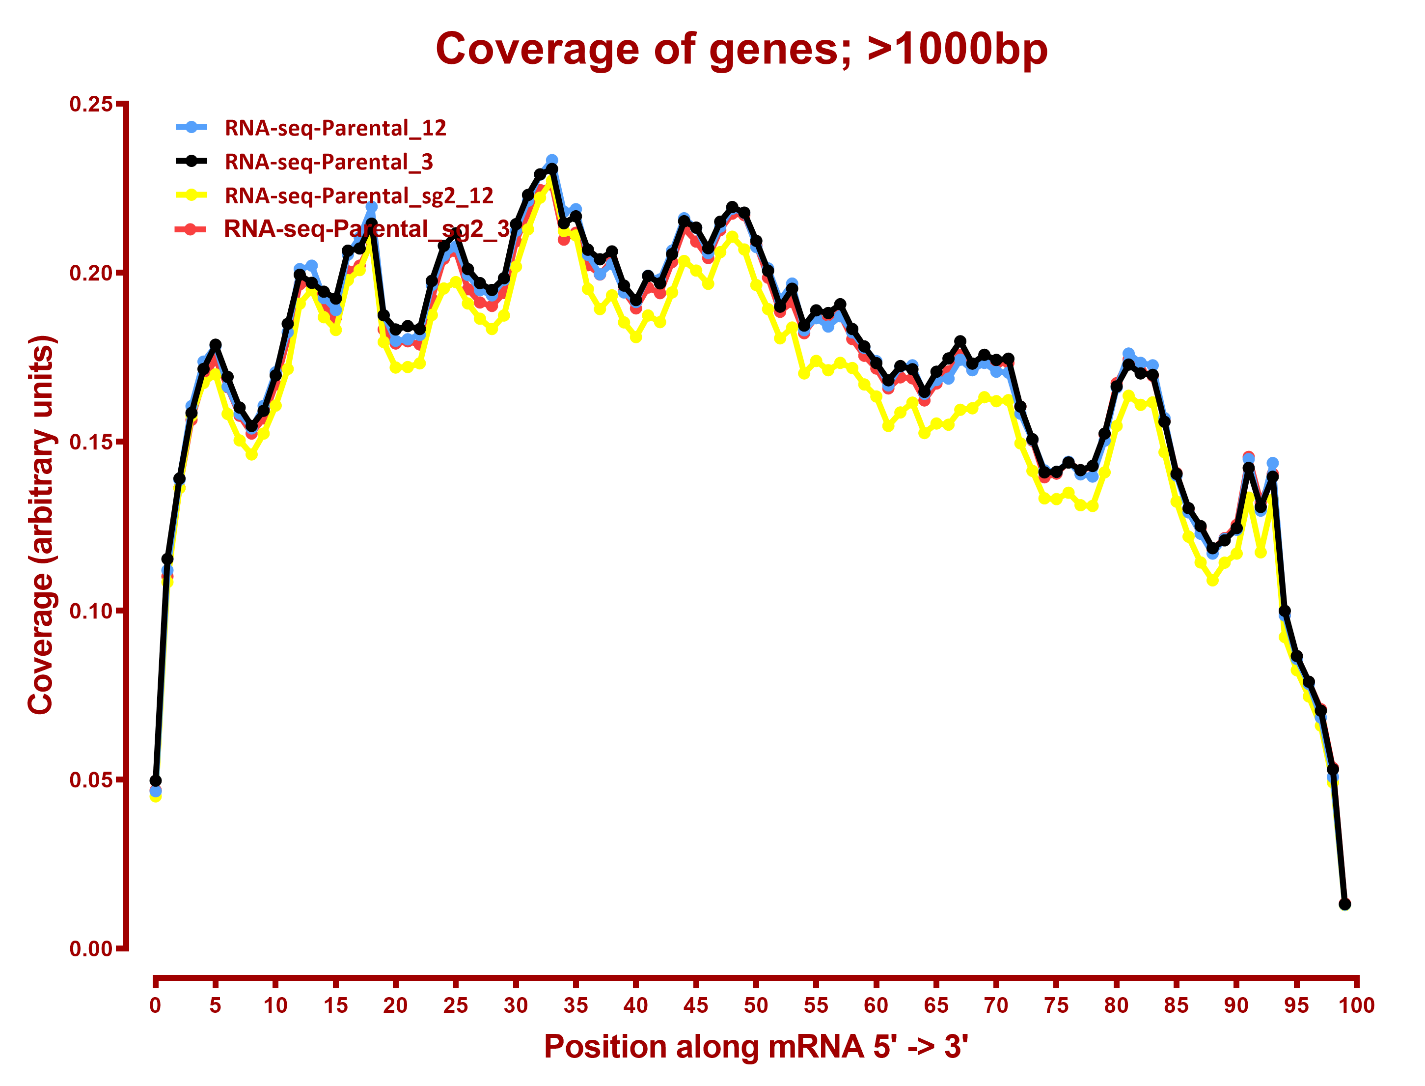 Coverage of genes; >1000bp
0.25
RNA-seq-Parental_12
RNA-seq-Parental_3
RNA-seq-Parental_sg2_12
RNA-seq-Parental_sg2_3
0.20
0.15
0.10
0.05
0.00
Coverage (arbitrary units)
0 5 10 15 20 25 30 35 40 45 50 55 60 65 70 75 80 85 90 95 100
Position along mRNA 5' -> 3'